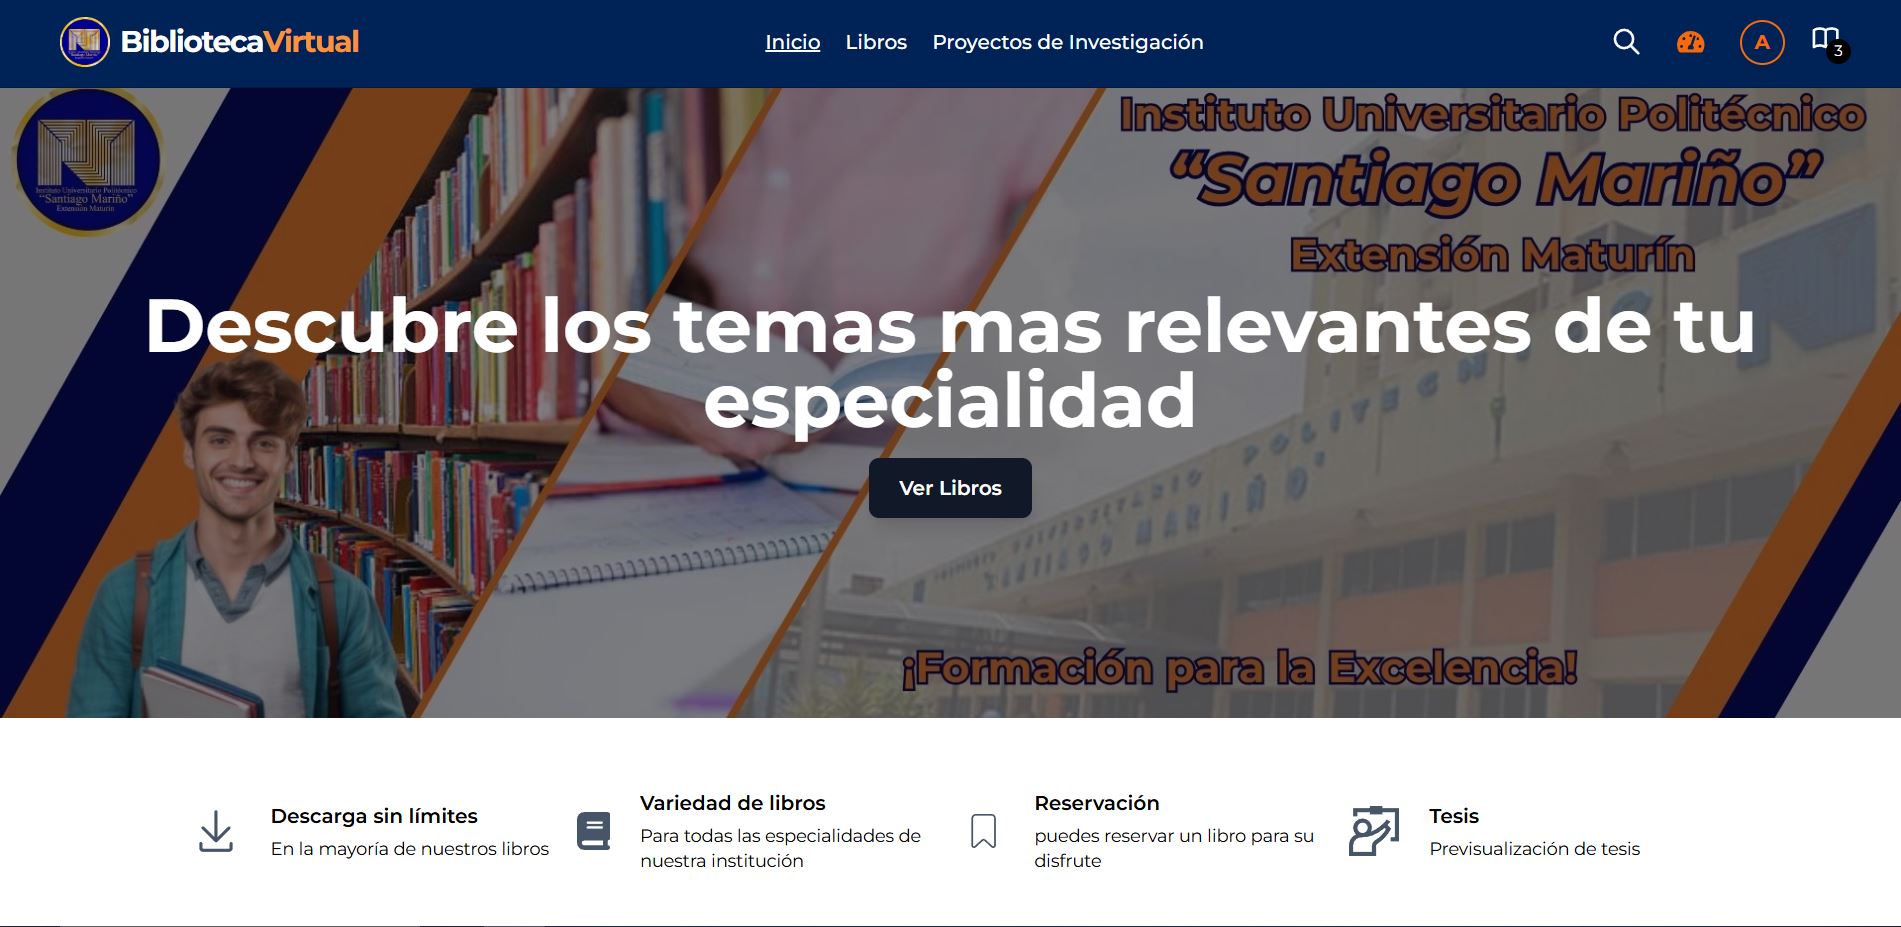 BibliotecaVirtual
Inicio
Libros
Proyectos de Investigación
A
3
Instituto Universitario Politécnico
"Santiago Mariño"
Extensión Maturín
Instituto Universitario Politécnico
"Santiago Mariño"
Extensión Maturín
Descubre los temas mas relevantes de tu
especialidad
Ver Libros
¡Formación para la Excelencia!
Descarga sin límites
En la mayoría de nuestros libros
Variedad de libros
Para todas las especialidades de
nuestra institución
Reservación
puedes reservar un libro para su
disfrute
Tesis
Previsualización de tesis